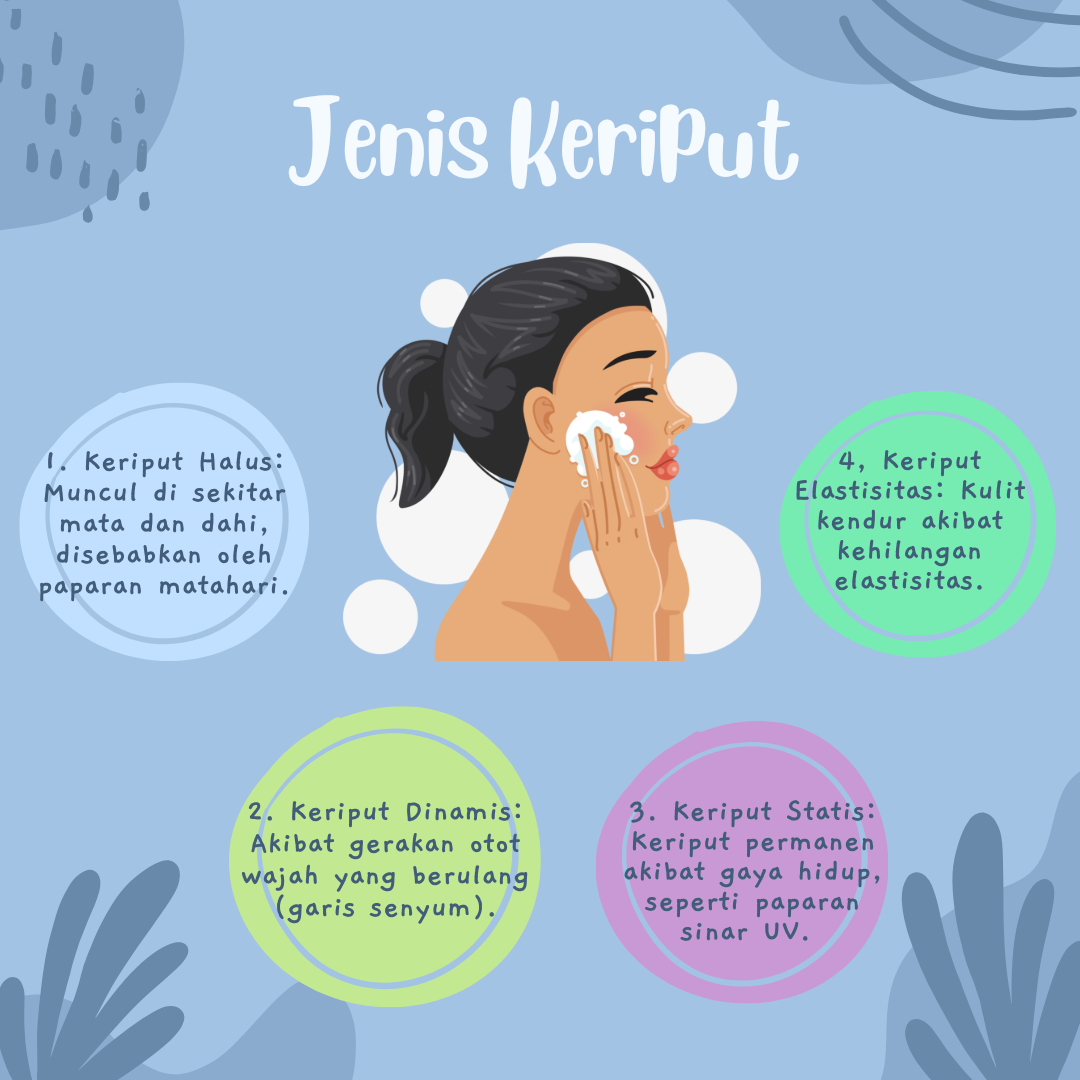 Jenis Keriput
1. Keriput Halus:
Muncul di sekitar
mata dan dahi,
disebabkan oleh
paparan matahari.
2. Keriput Dinamis:
Akibat gerakan otot
wajah yang berulang
(garis senyum).
3. Keriput Statis:
Keriput permanen
akibat gaya hidup,
seperti paparan
sinar UV.
4, Keriput
Elastisitas: Kulit
kendur akibat
kehilangan
elastisitas.